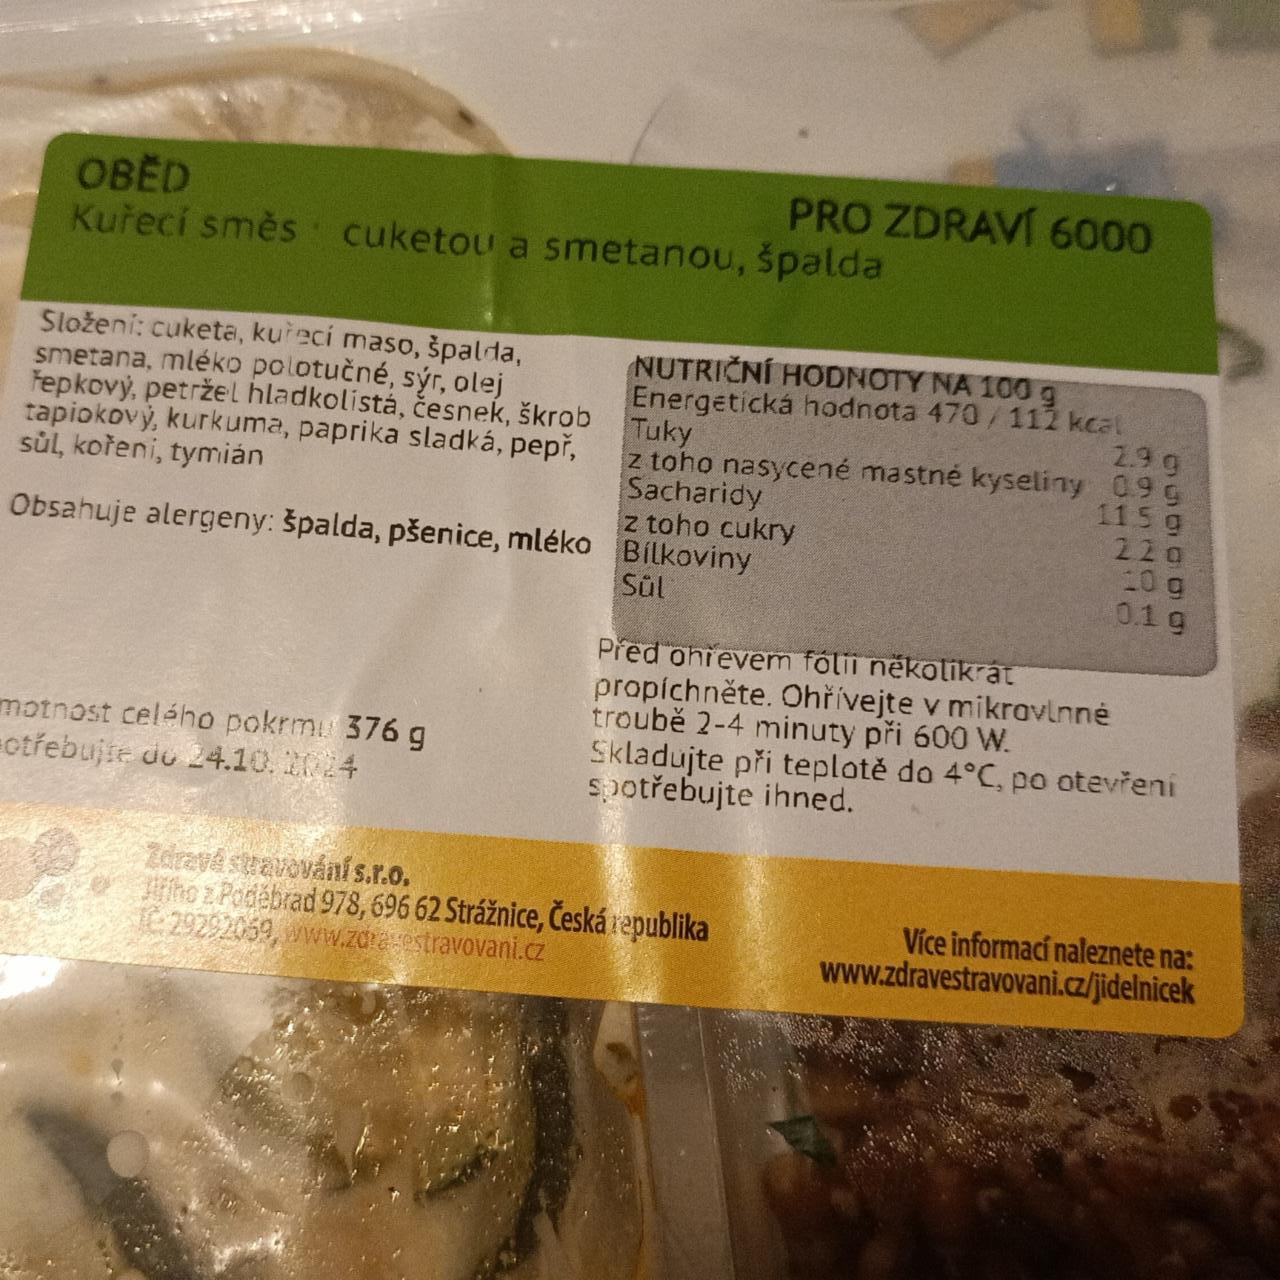 OBĚD
PRO ZDRAVÍ 6000
Kuřecí směs cuketou a smetanou, špalda
Složení: cuketa, kuřecí maso, špalda,
smetana, mléko polotučné, sýr, olej
řepkový, petržel hladkolistá, česnek, škrob
tapiokový, kurkuma, paprika sladká, pepř,
sůl, koření, tymián
Obsahuje alergeny: špalda, pšenice, mléko
NUTRIČNÍ HODNOTY NA 100 g
Energetická hodnota 470 / 112 kcal
Tuky 2.9 g
z toho nasycené mastné kyseliny 0.9 g
Sacharidy 11.5 g
z toho cukry 2.2 g
Bílkoviny 10 g
Sůl 0.1 g
Před ohřevem fólii několikrát
propíchněte. Ohřívejte v mikrovlnné
troubě 2-4 minuty při 600 W.
Skladujte při teplotě do 4°C, po otevření
spotřebujte ihned.
motnost celého pokrmu 376 g
otřebujte do 24.10. 2024
Zdravé stravování s.r.o.
Jiřího z Poděbrad 978, 696 62 Strážnice, Česká republika
IČ: 29292069, www.zdravestravovani.cz
Více informací naleznete na:
www.zdravestravovani.cz/jidelnicek